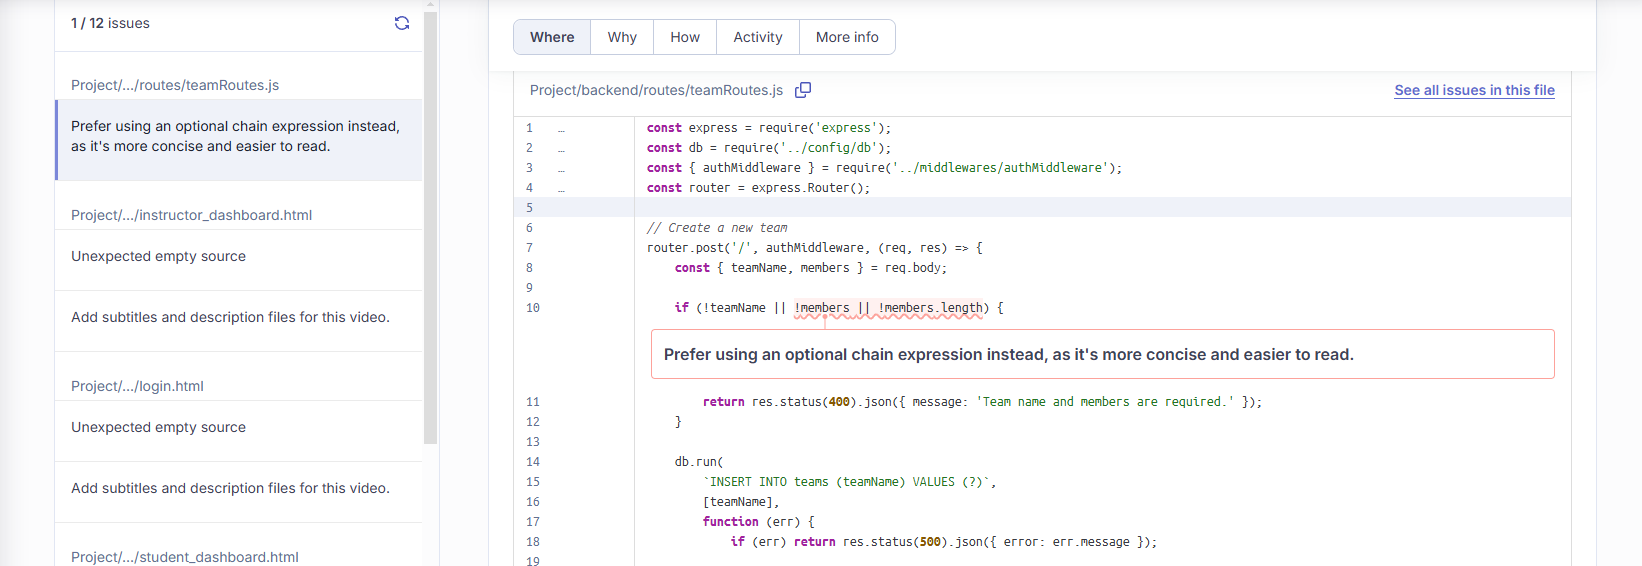 1 / 12 issues
Project/.../routes/teamRoutes.js
Prefer using an optional chain expression instead,
as it's more concise and easier to read.
Project/.../instructor_dashboard.html
Unexpected empty source
Add subtitles and description files for this video.
Project/.../login.html
Unexpected empty source
Add subtitles and description files for this video.
Project/.../student_dashboard.html
Where Why How Activity More info
Project/backend/routes/teamRoutes.js See all issues in this file
1 … const express = require('express');
2 … const db = require('../config/db');
3 … const { authMiddleware } = require('../middlewares/authMiddleware');
4 … const router = express.Router();
5
6 // Create a new team
7 router.post('/', authMiddleware, (req, res) => {
8 const { teamName, members } = req.body;
9
10 if (!teamName || !members || !members.length) {
Prefer using an optional chain expression instead, as it's more concise and easier to read.
11 return res.status(400).json({ message: 'Team name and members are required.' });
12 }
13
14 db.run(
15 `INSERT INTO teams (teamName) VALUES (?)`,
16 [teamName],
17 function (err) {
18 if (err) return res.status(500).json({ error: err.message });
19